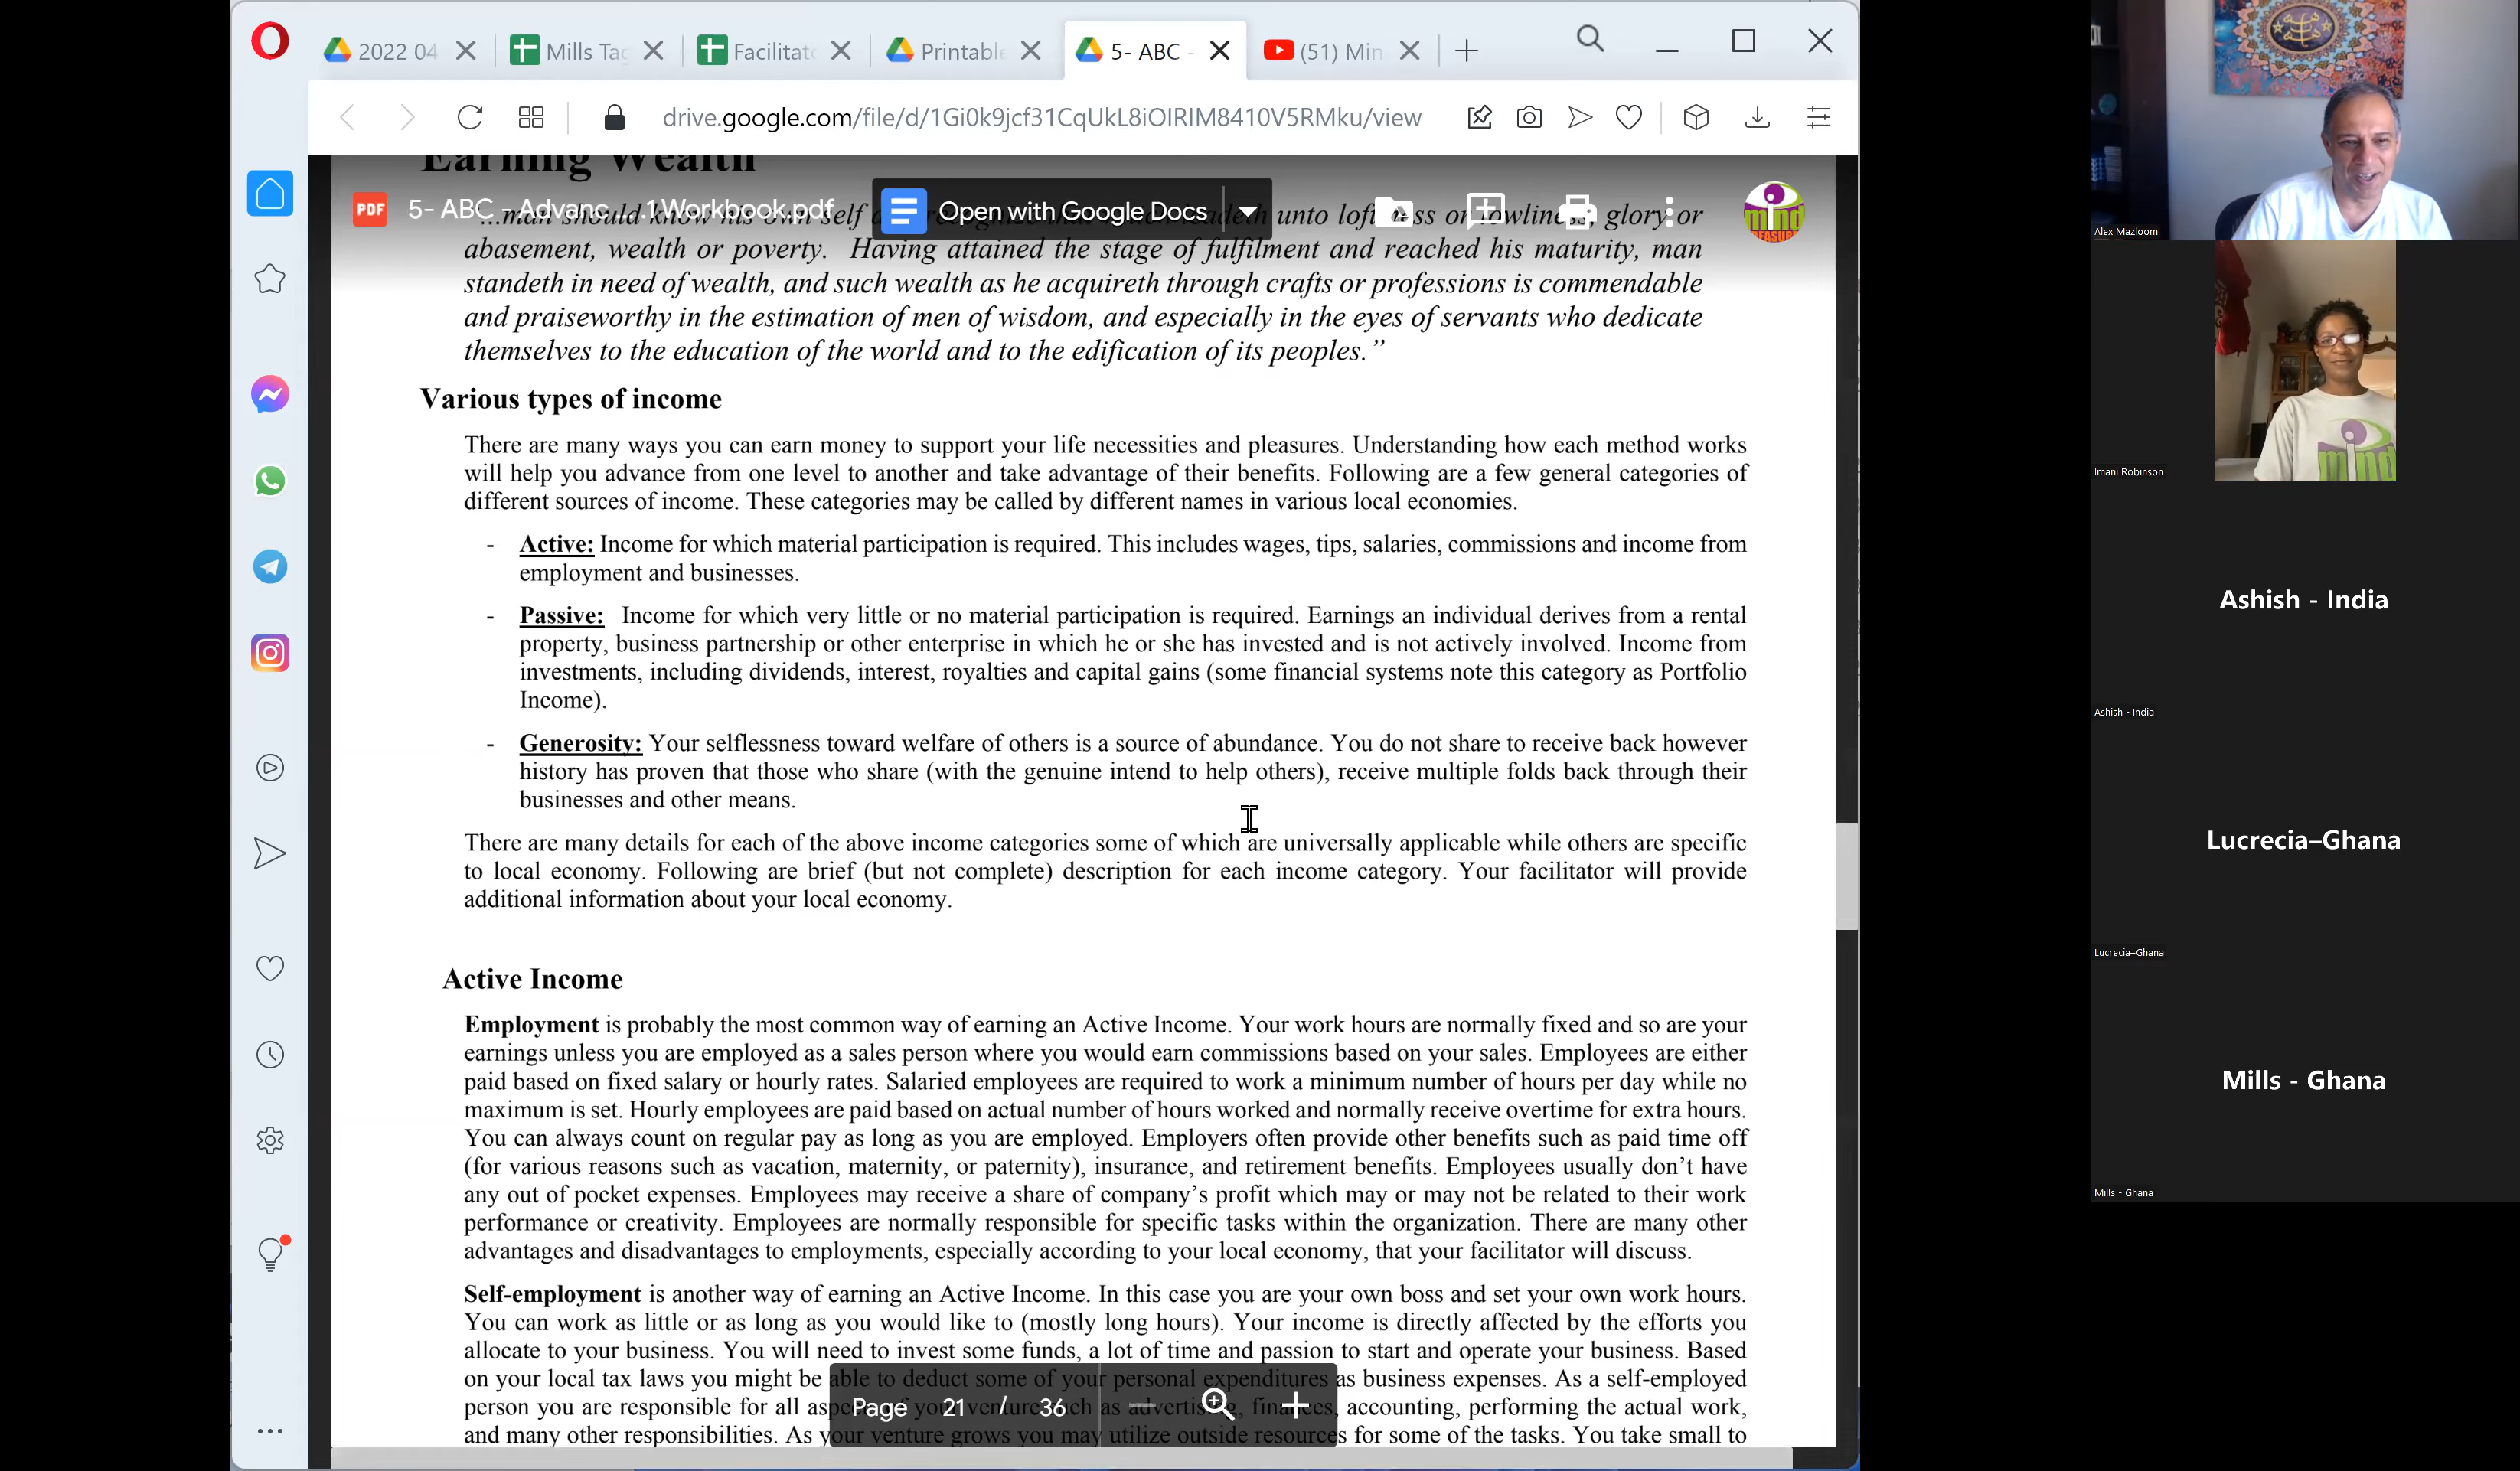 2022 04
Mills Tag
Facilitato
Printable
5- ABC -
(51) Min
drive.google.com/file/d/1Gi0k9jcf31CqUkL8iOIRIM8410V5RMku/view
Earning Wealth
PDF
5- ABC - Advanc... .1 Workbook.pdf
Open with Google Docs
"...man should know his own self leadeth unto loftiness or lowliness, glory or
abasement, wealth or poverty. Having attained the stage of fulfilment and reached his maturity, man
standeth in need of wealth, and such wealth as he acquireth through crafts or professions is commendable
and praiseworthy in the estimation of men of wisdom, and especially in the eyes of servants who dedicate
themselves to the education of the world and to the edification of its peoples."
Various types of income
There are many ways you can earn money to support your life necessities and pleasures. Understanding how each method works
will help you advance from one level to another and take advantage of their benefits. Following are a few general categories of
different sources of income. These categories may be called by different names in various local economies.
- Active: Income for which material participation is required. This includes wages, tips, salaries, commissions and income from
employment and businesses.
- Passive: Income for which very little or no material participation is required. Earnings an individual derives from a rental
property, business partnership or other enterprise in which he or she has invested and is not actively involved. Income from
investments, including dividends, interest, royalties and capital gains (some financial systems note this category as Portfolio
Income).
- Generosity: Your selflessness toward welfare of others is a source of abundance. You do not share to receive back however
history has proven that those who share (with the genuine intend to help others), receive multiple folds back through their
businesses and other means.
There are many details for each of the above income categories some of which are universally applicable while others are specific
to local economy. Following are brief (but not complete) description for each income category. Your facilitator will provide
additional information about your local economy.
Active Income
Employment is probably the most common way of earning an Active Income. Your work hours are normally fixed and so are your
earnings unless you are employed as a sales person where you would earn commissions based on your sales. Employees are either
paid based on fixed salary or hourly rates. Salaried employees are required to work a minimum number of hours per day while no
maximum is set. Hourly employees are paid based on actual number of hours worked and normally receive overtime for extra hours.
You can always count on regular pay as long as you are employed. Employers often provide other benefits such as paid time off
(for various reasons such as vacation, maternity, or paternity), insurance, and retirement benefits. Employees usually don't have
any out of pocket expenses. Employees may receive a share of company's profit which may or may not be related to their work
performance or creativity. Employees are normally responsible for specific tasks within the organization. There are many other
advantages and disadvantages to employments, especially according to your local economy, that your facilitator will discuss.
Self-employment is another way of earning an Active Income. In this case you are your own boss and set your own work hours.
You can work as little or as long as you would like to (mostly long hours). Your income is directly affected by the efforts you
allocate to your business. You will need to invest some funds, a lot of time and passion to start and operate your business. Based
on your local tax laws you might be able to deduct some of your personal expenditures as business expenses. As a self-employed
person you are responsible for all aspects of your venture such as advertising, finances, accounting, performing the actual work,
and many other responsibilities. As your venture grows you may utilize outside resources for some of the tasks. You take small to
Page 21 / 36
Alex Mazloom
mind
Imani Robinson
Ashish - India
Ashish - India
Lucrecia–Ghana
Lucrecia–Ghana
Mills - Ghana
Mills - Ghana